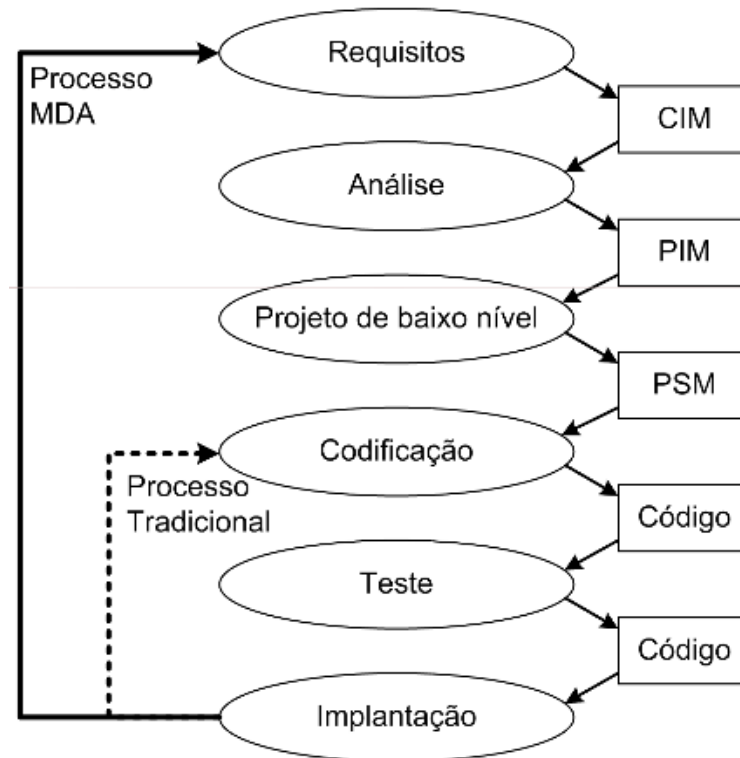 Requisitos
Processo
MDA
CIM
Análise
PIM
Projeto de baixo nível
PSM
Codificação
Processo
Tradicional
Código
Teste
Código
Implantação